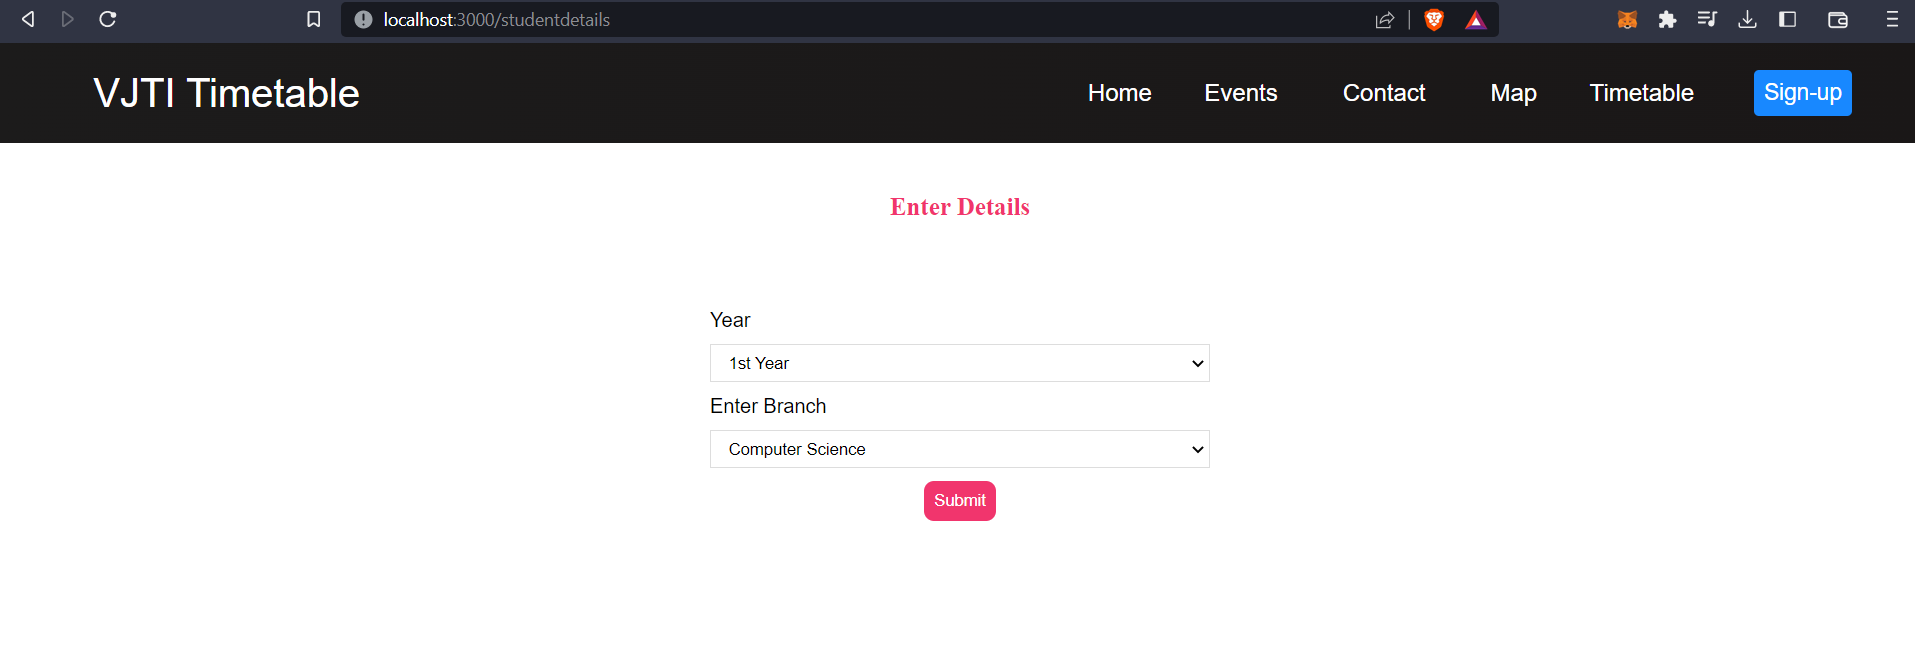 localhost:3000/studentdetails
VJTI Timetable Home Events Contact Map Timetable Sign-up
Enter Details
Year
1st Year
Enter Branch
Computer Science
Submit